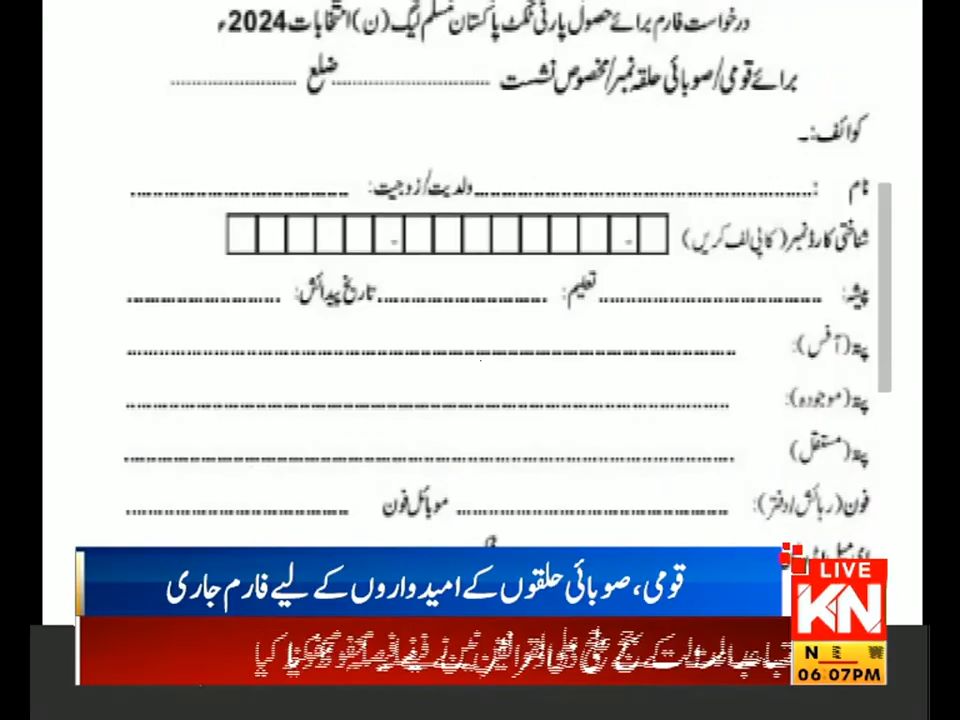 درخواست فارم برائے حصول پارٹی ٹکٹ پاکستان مسلم لیگ (ن) انتخابات 2024ء
برائے قومی/صوبائی حلقہ نمبر/مخصوص نشست .............................. ضلع ........................
کوائف:۔
نام : .............................. ولدیت/زوجیت: ..............................
شناختی کارڈ نمبر (کاپی لف کریں) - -
پیشہ: .............................. تعلیم: .............................. تاریخ پیدائش: ..............................
پتہ (آفس): ............................................................
پتہ (موجودہ): ............................................................
پتہ (مستقل) ............................................................
فون (رہائش/دفتر): .............................. موبائل فون ..............................
قومی، صوبائی حلقوں کے امیدواروں کے لیے فارم جاری
LIVE
KN
NEW
06:07PM